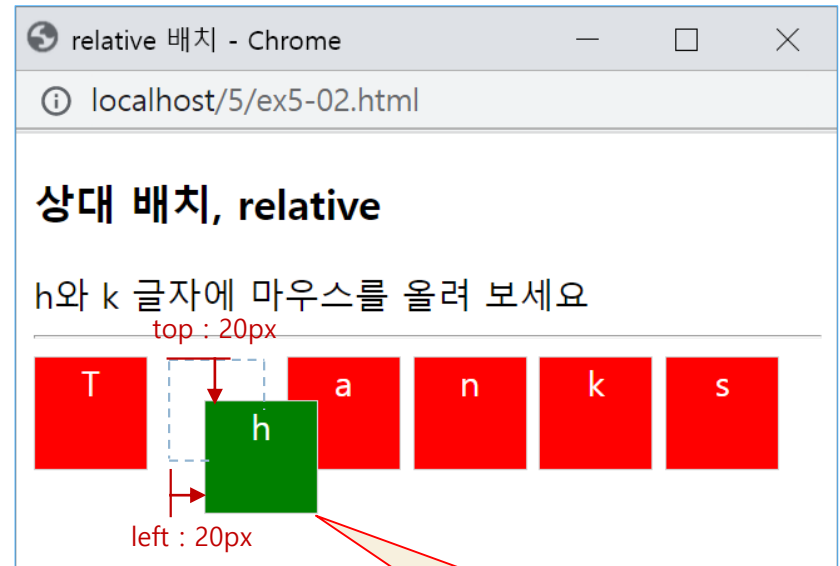 relative 배치 - Chrome
localhost/5/ex5-02.html
상대 배치, relative
h와 k 글자에 마우스를 올려 보세요
top : 20px
T
h
a
n
k
s
left : 20px